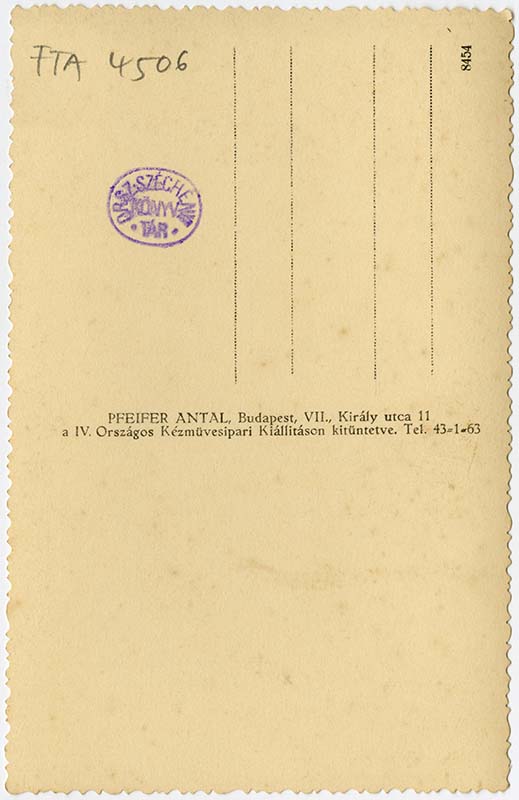 FTA 4506
8454
ORSZ. SZÉCHÉNYI
KÖNYV
TÁR
PFEIFER ANTAL, Budapest, VII., Király utca 11
a IV. Országos Kézmüvesipari Kiállitáson kitüntetve. Tel. 43=1=63